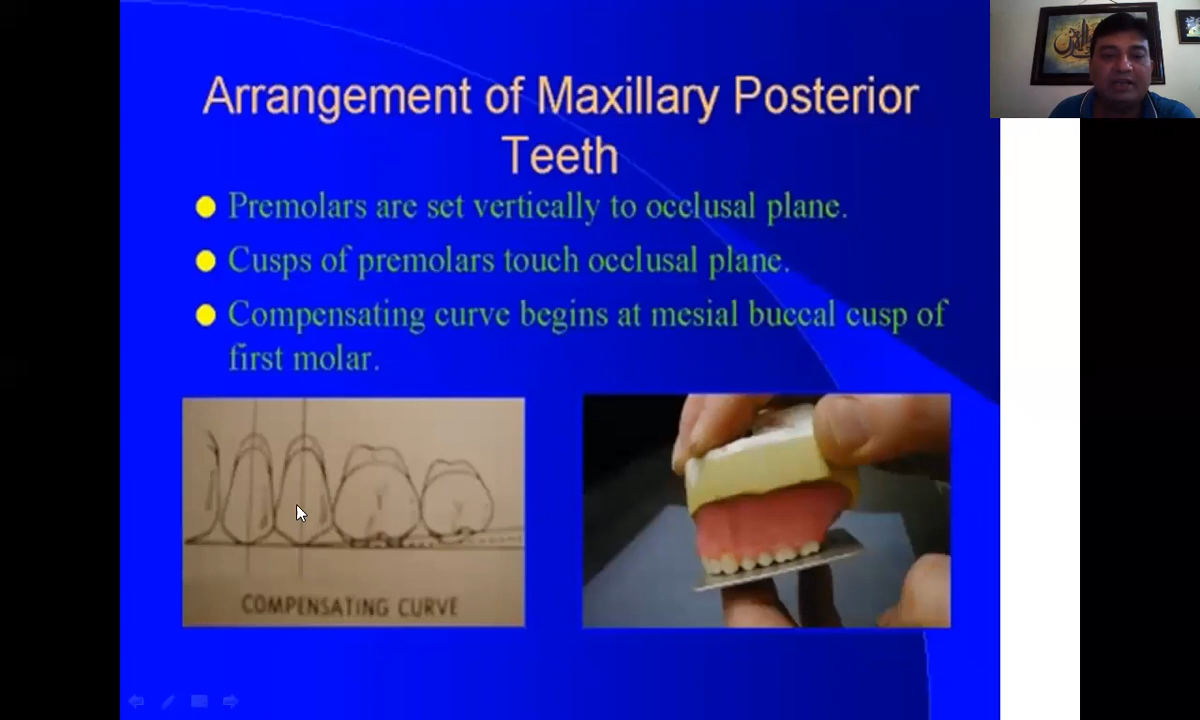 Arrangement of Maxillary Posterior
Teeth
Premolars are set vertically to occlusal plane.
Cusps of premolars touch occlusal plane.
Compensating curve begins at mesial buccal cusp of
first molar.
COMPENSATING CURVE